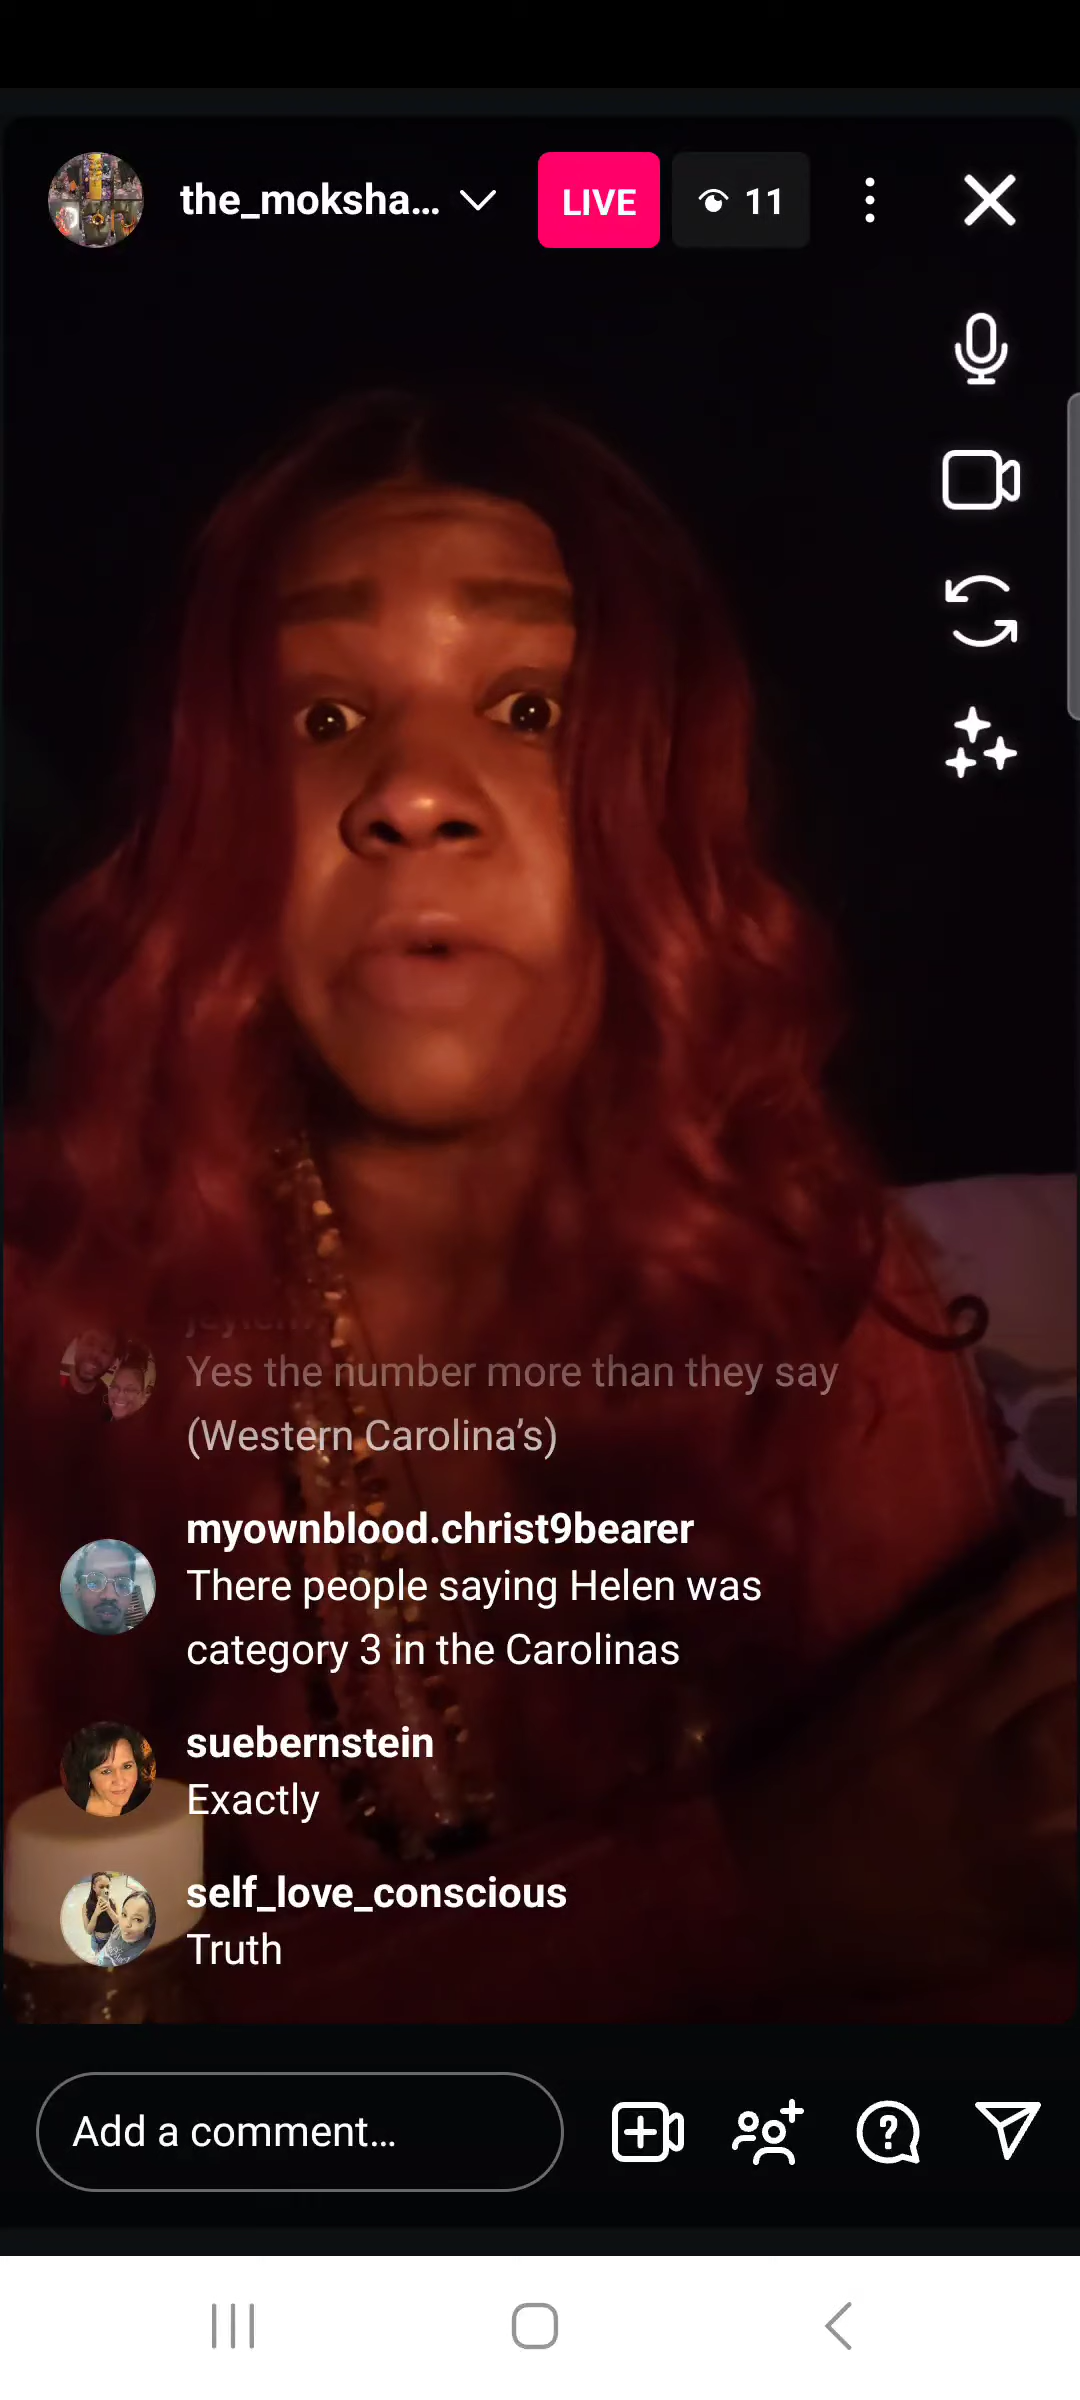 the_moksha...
LIVE
11
Yes the number more than they say
(Western Carolina’s)
myownblood.christ9bearer
There people saying Helen was
category 3 in the Carolinas
suebernstein
Exactly
self_love_conscious
Truth
Add a comment...